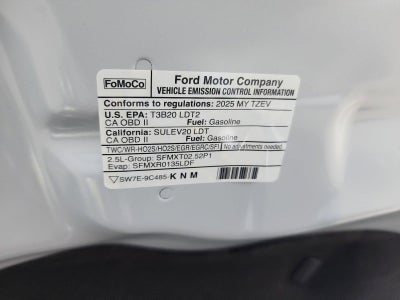 FoMoCo
Ford Motor Company
VEHICLE EMISSION CONTROL INFORMATION
Conforms to regulations: 2025 MY TZEV
U.S. EPA: T3B20 LDT2
CA OBD II Fuel: Gasoline
California: SULEV20 LDT
CA OBD II Fuel: Gasoline
TWC/WR-HO2S/HO2S/EGR/EGRC/SFI No adjustments needed.
2.5L-Group: SFMXT02.52P1
Evap: SFMXR0135LDF
SW7E-9C485-KNM